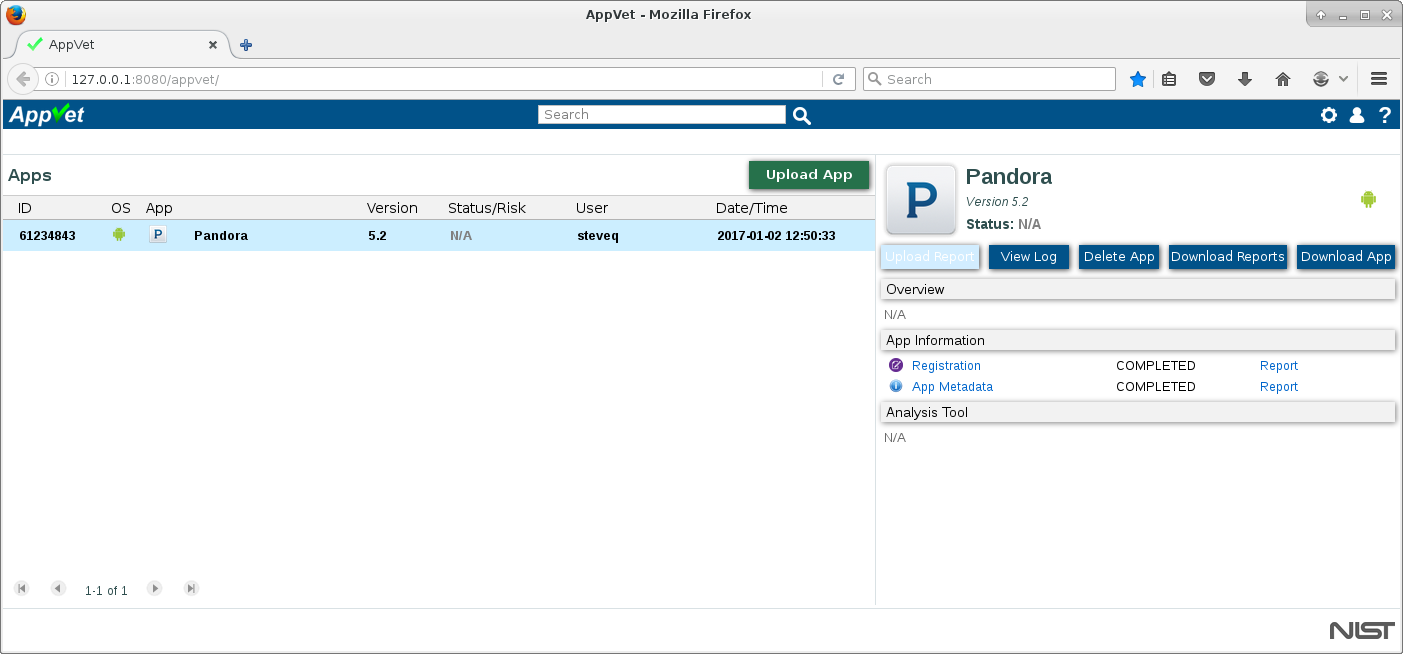 AppVet - Mozilla Firefox
AppVet
127.0.0.1:8080/appvet/
Search
AppVet
Search
?
Apps
Upload App
ID OS App Version Status/Risk User Date/Time
61234843 P Pandora 5.2 N/A steveq 2017-01-02 12:50:33
1-1 of 1
P
Pandora
Version 5.2
Status: N/A
Upload Report View Log Delete App Download Reports Download App
Overview
N/A
App Information
Registration COMPLETED Report
App Metadata COMPLETED Report
Analysis Tool
N/A
NIST